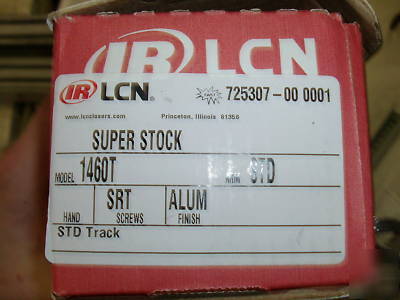 IR LCN
IR LCN® 725307-00 0001
www.lcnclosers.com Princeton, Illinois 61356
SUPER STOCK
MODEL 1460T ARM STD
HAND SRT SCREWS ALUM FINISH
STD Track